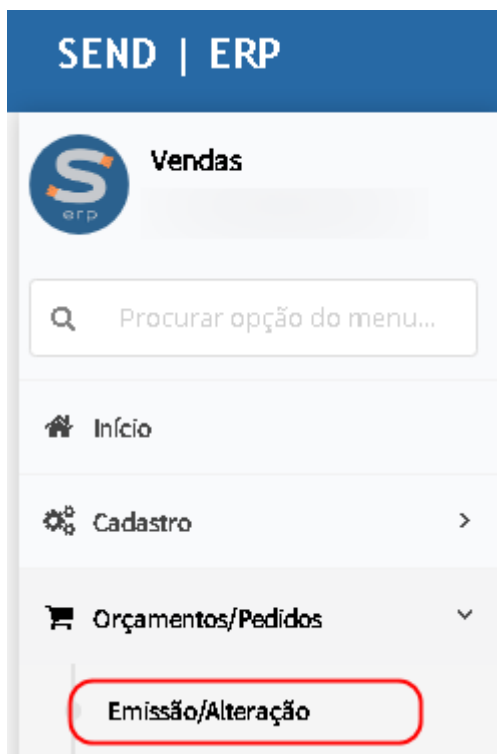 SEND | ERP
S
erp
Vendas
Procurar opção do menu...
Início
Cadastro
Orçamentos/Pedidos
Emissão/Alteração